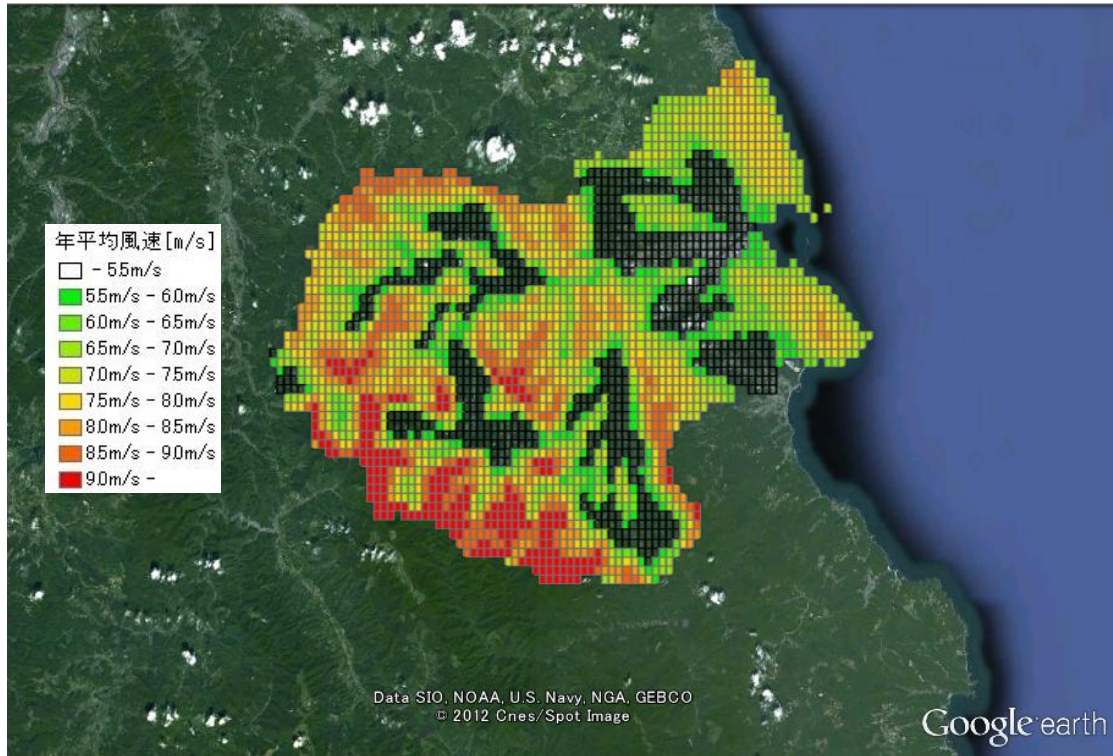 年平均風速[m/s]
- 5.5m/s
5.5m/s - 6.0m/s
6.0m/s - 6.5m/s
6.5m/s - 7.0m/s
7.0m/s - 7.5m/s
7.5m/s - 8.0m/s
8.0m/s - 8.5m/s
8.5m/s - 9.0m/s
9.0m/s -
Data SIO, NOAA, U.S. Navy, NGA, GEBCO
© 2012 Cnes/Spot Image
Google earth